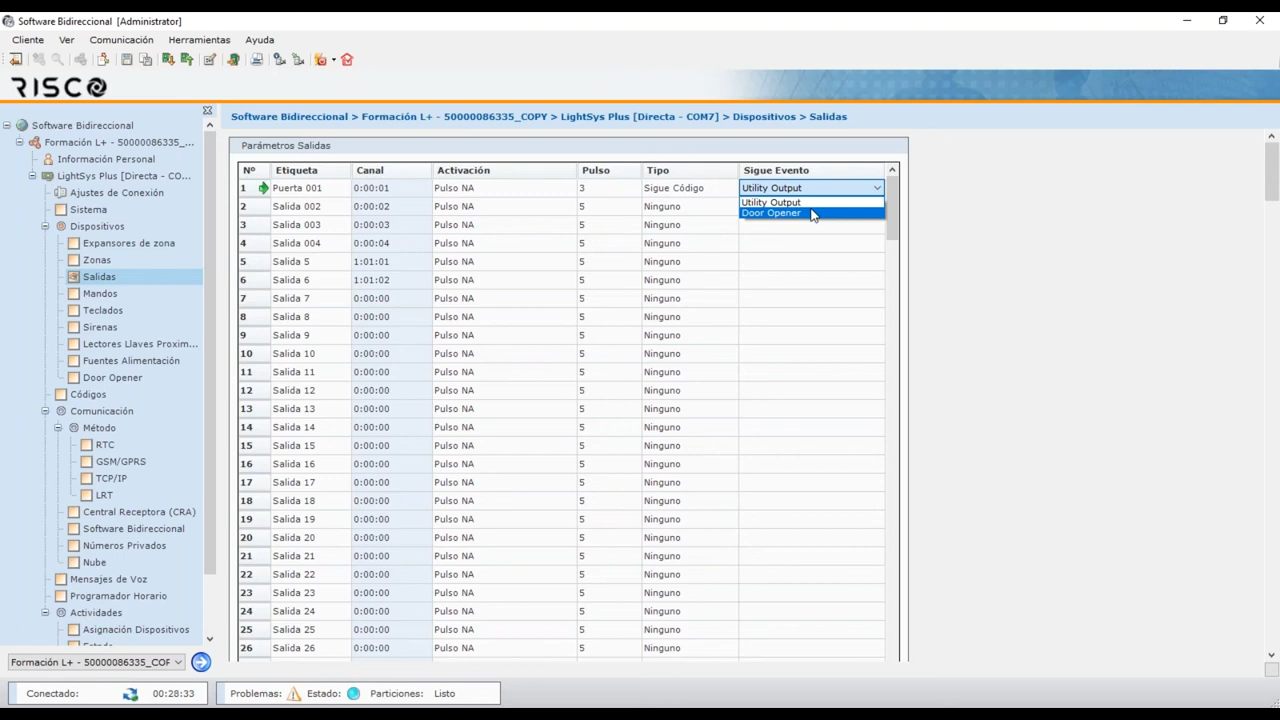 Software Bidireccional [Administrator]
Cliente Ver Comunicación Herramientas Ayuda
RISCO
Software Bidireccional > Formación L+ - 50000086335_COPY > LightSys Plus [Directa - COM7] > Dispositivos > Salidas
Software Bidireccional
Formación L+ - 50000086335_...
Información Personal
LightSys Plus [Directa - CO...
Ajustes de Conexión
Sistema
Dispositivos
Expansores de zona
Zonas
Salidas
Mandos
Teclados
Sirenas
Lectores Llaves Proxim...
Fuentes Alimentación
Door Opener
Códigos
Comunicación
Método
RTC
GSM/GPRS
TCP/IP
LRT
Central Receptora (CRA)
Software Bidireccional
Números Privados
Nube
Mensajes de Voz
Programador Horario
Actividades
Asignación Dispositivos
Formación L+ - 50000086335_COF
Parámetros Salidas
Nº Etiqueta Canal Activación Pulso Tipo Sigue Evento
1 Puerta 001 0:00:01 Pulso NA 3 Sigue Código Utility Output
Utility Output
Door Opener
2 Salida 002 0:00:02 Pulso NA 5 Ninguno
3 Salida 003 0:00:03 Pulso NA 5 Ninguno
4 Salida 004 0:00:04 Pulso NA 5 Ninguno
5 Salida 5 1:01:01 Pulso NA 5 Ninguno
6 Salida 6 1:01:02 Pulso NA 5 Ninguno
7 Salida 7 0:00:00 Pulso NA 5 Ninguno
8 Salida 8 0:00:00 Pulso NA 5 Ninguno
9 Salida 9 0:00:00 Pulso NA 5 Ninguno
10 Salida 10 0:00:00 Pulso NA 5 Ninguno
11 Salida 11 0:00:00 Pulso NA 5 Ninguno
12 Salida 12 0:00:00 Pulso NA 5 Ninguno
13 Salida 13 0:00:00 Pulso NA 5 Ninguno
14 Salida 14 0:00:00 Pulso NA 5 Ninguno
15 Salida 15 0:00:00 Pulso NA 5 Ninguno
16 Salida 16 0:00:00 Pulso NA 5 Ninguno
17 Salida 17 0:00:00 Pulso NA 5 Ninguno
18 Salida 18 0:00:00 Pulso NA 5 Ninguno
19 Salida 19 0:00:00 Pulso NA 5 Ninguno
20 Salida 20 0:00:00 Pulso NA 5 Ninguno
21 Salida 21 0:00:00 Pulso NA 5 Ninguno
22 Salida 22 0:00:00 Pulso NA 5 Ninguno
23 Salida 23 0:00:00 Pulso NA 5 Ninguno
24 Salida 24 0:00:00 Pulso NA 5 Ninguno
25 Salida 25 0:00:00 Pulso NA 5 Ninguno
26 Salida 26 0:00:00 Pulso NA 5 Ninguno
Conectado: 00:28:33 Problemas: Estado: Particiones: Listo